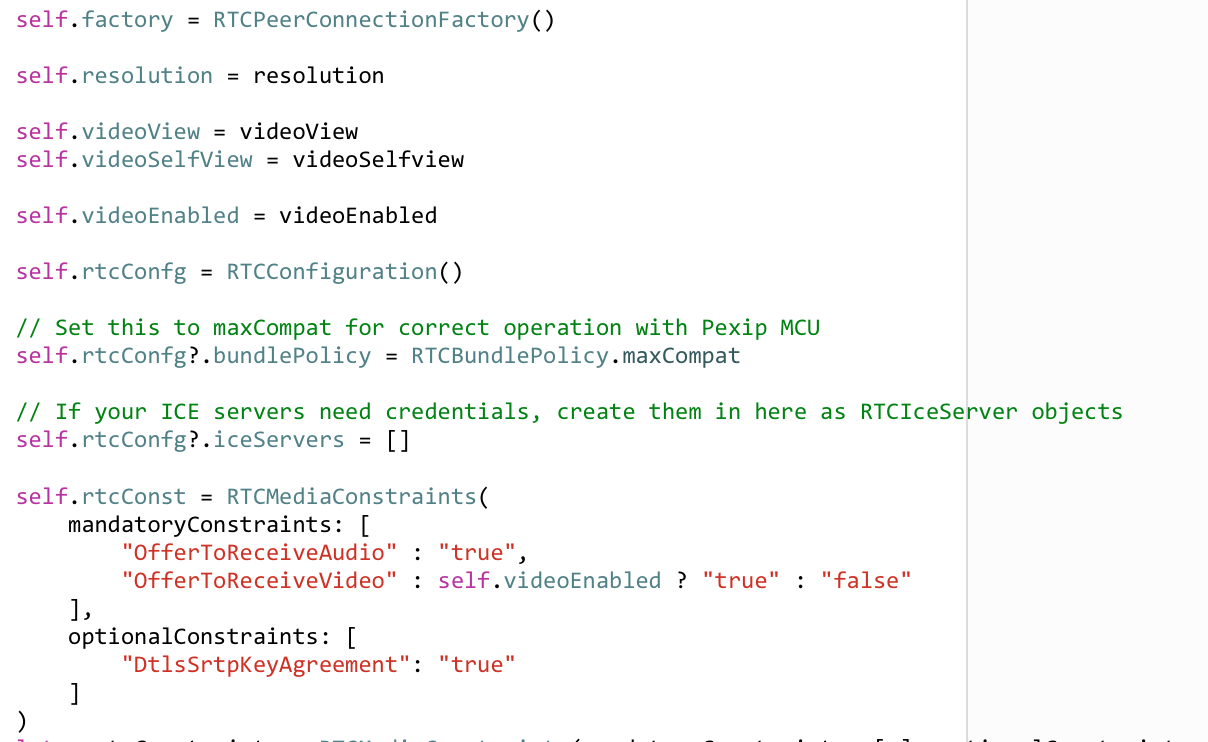 self.factory = RTCPeerConnectionFactory()
self.resolution = resolution
self.videoView = videoView
self.videoSelfView = videoSelfview
self.videoEnabled = videoEnabled
self.rtcConfg = RTCConfiguration()
// Set this to maxCompat for correct operation with Pexip MCU
self.rtcConfg?.bundlePolicy = RTCBundlePolicy.maxCompat
// If your ICE servers need credentials, create them in here as RTCIceServer objects
self.rtcConfg?.iceServers = []
self.rtcConst = RTCMediaConstraints(
    mandatoryConstraints: [
        "OfferToReceiveAudio" : "true",
        "OfferToReceiveVideo" : self.videoEnabled ? "true" : "false"
    ],
    optionalConstraints: [
        "DtlsSrtpKeyAgreement": "true"
    ]
)